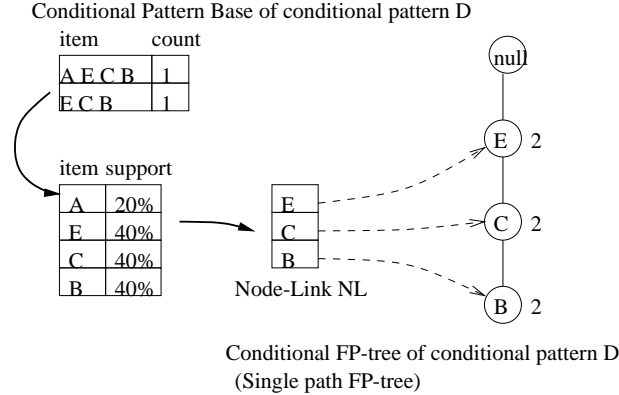 Conditional Pattern Base of conditional pattern D
item count
A E C B 1
E C B 1
item support
A 20%
E 40%
C 40%
B 40%
E
C
B
Node-Link NL
null
E 2
C 2
B 2
Conditional FP-tree of conditional pattern D
(Single path FP-tree)